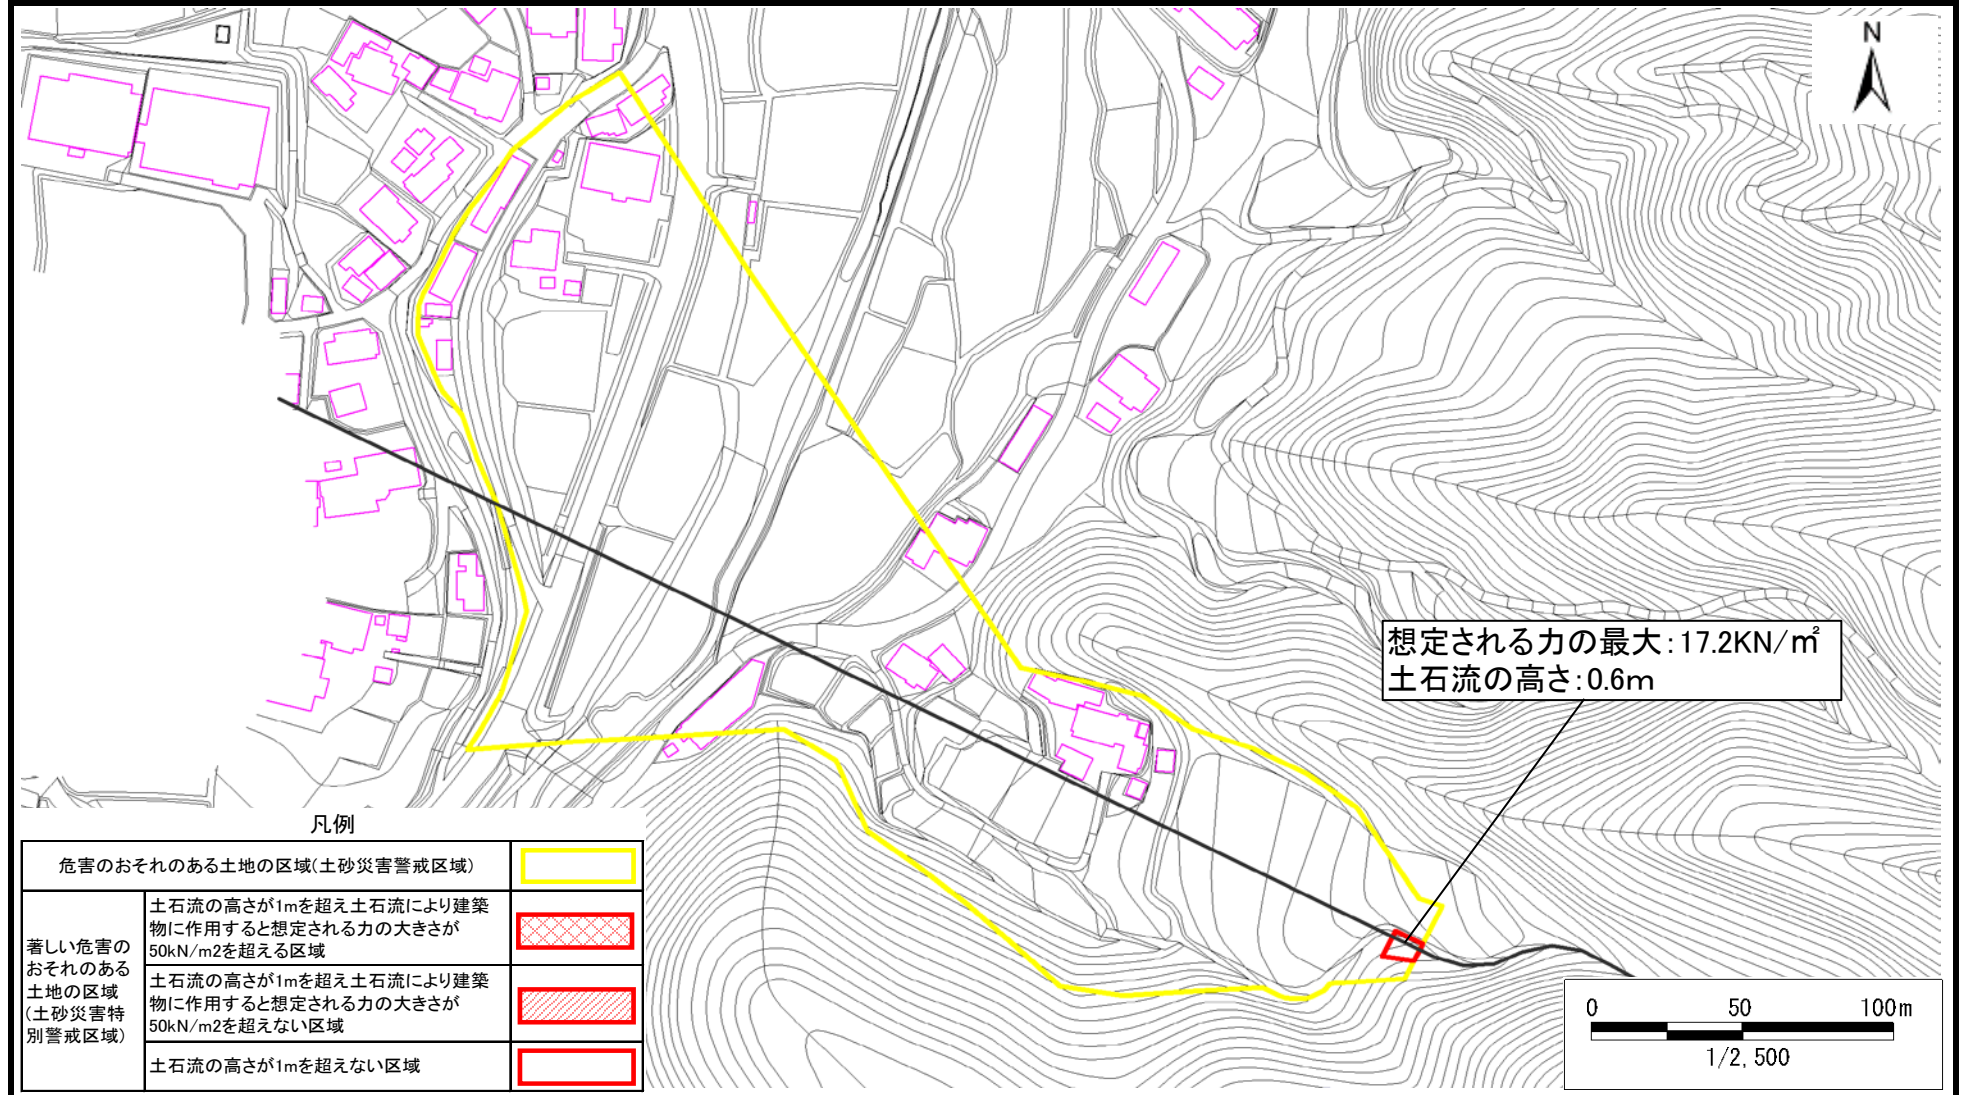 N
想定される力の最大:17.2KN/㎡
土石流の高さ:0.6m
凡例
危害のおそれのある土地の区域(土砂災害警戒区域)
著しい危害の
おそれのある
土地の区域
(土砂災害特
別警戒区域)
土石流の高さが1mを超え土石流により建築
物に作用すると想定される力の大きさが
50kN/m2を超える区域
土石流の高さが1mを超え土石流により建築
物に作用すると想定される力の大きさが
50kN/m2を超えない区域
土石流の高さが1mを超えない区域
0 50 100m
1/2,500